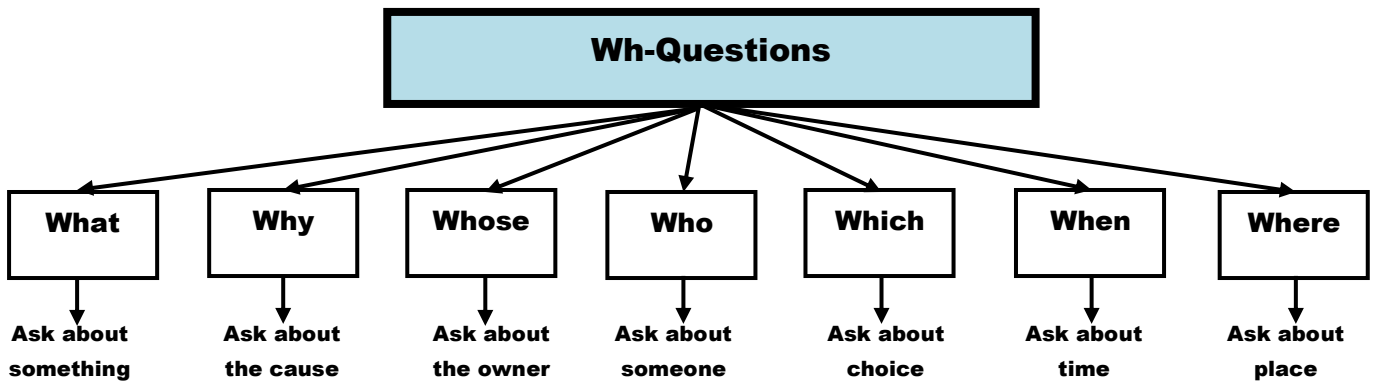 Wh-Questions
What
Why
Whose
Who
Which
When
Where
Ask about
something
Ask about
the cause
Ask about
the owner
Ask about
someone
Ask about
choice
Ask about
time
Ask about
place